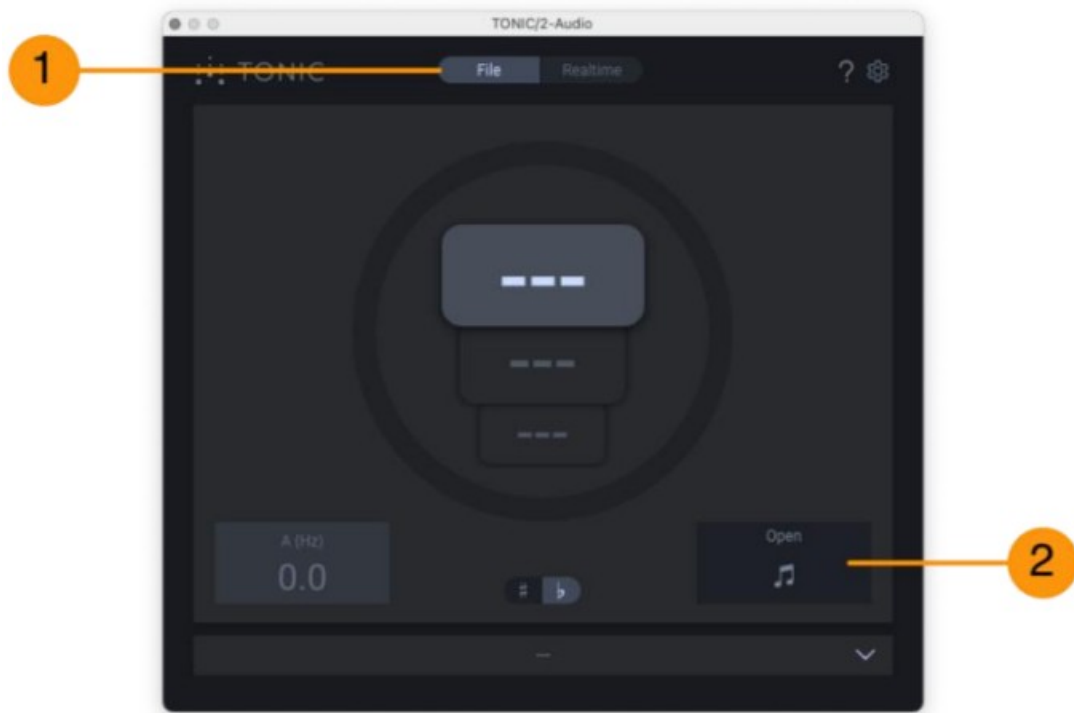 TONIC/2-Audio
1
TONIC
File
Realtime
?
---
---
---
A (Hz)
0.0
♯
♭
Open
2
—